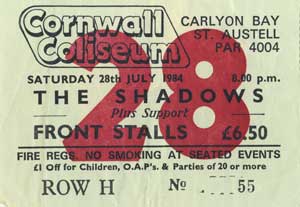 Cornwall
Coliseum
CARLYON BAY
ST. AUSTELL
PAR 4004
28
SATURDAY 28th JULY 1984 8.00 p.m.
THE SHADOWS
Plus Support
FRONT STALLS £6.50
FIRE REGS. NO SMOKING AT SEATED EVENTS
£1 Off for Children, O.A.P's. & Parties of 20 or more
ROW H No 55